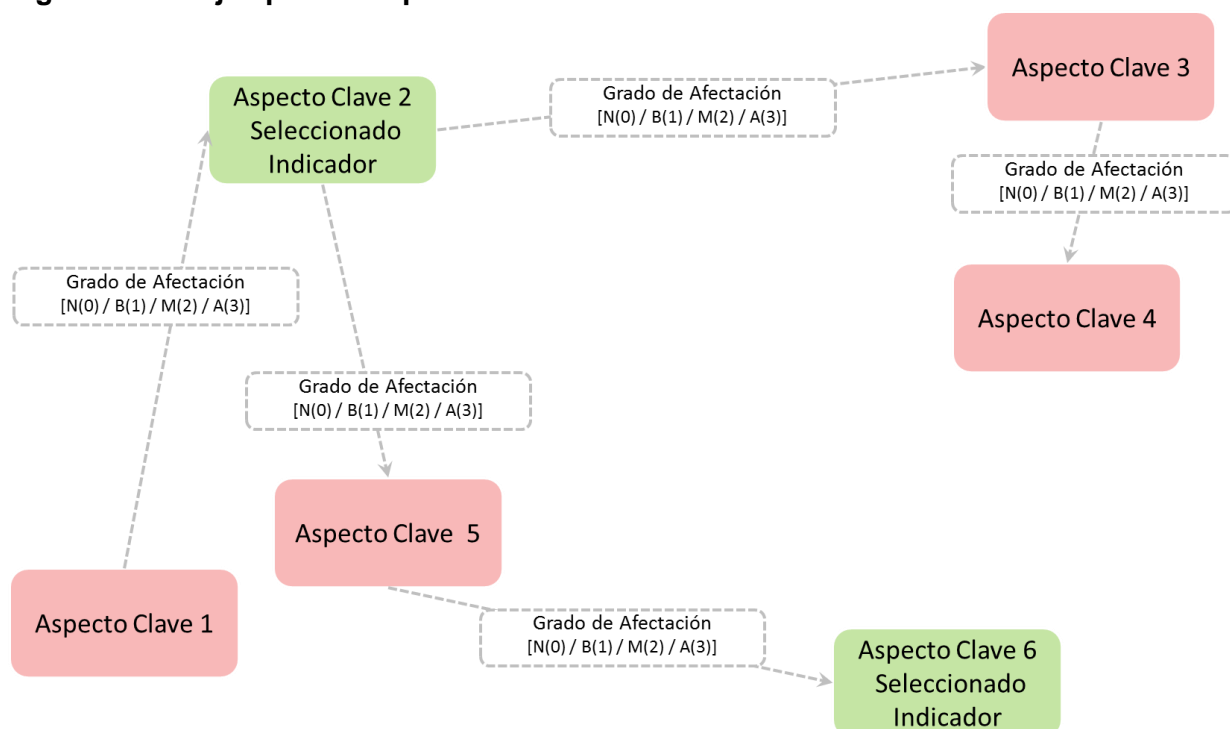 Aspecto Clave 3
Aspecto Clave 2
Seleccionado
Indicador
Grado de Afectación
[N(0) / B(1) / M(2) / A(3)]
Grado de Afectación
[N(0) / B(1) / M(2) / A(3)]
Grado de Afectación
[N(0) / B(1) / M(2) / A(3)]
Aspecto Clave 4
Grado de Afectación
[N(0) / B(1) / M(2) / A(3)]
Aspecto Clave  5
Aspecto Clave 1
Grado de Afectación
[N(0) / B(1) / M(2) / A(3)]
Aspecto Clave 6
Seleccionado
Indicador